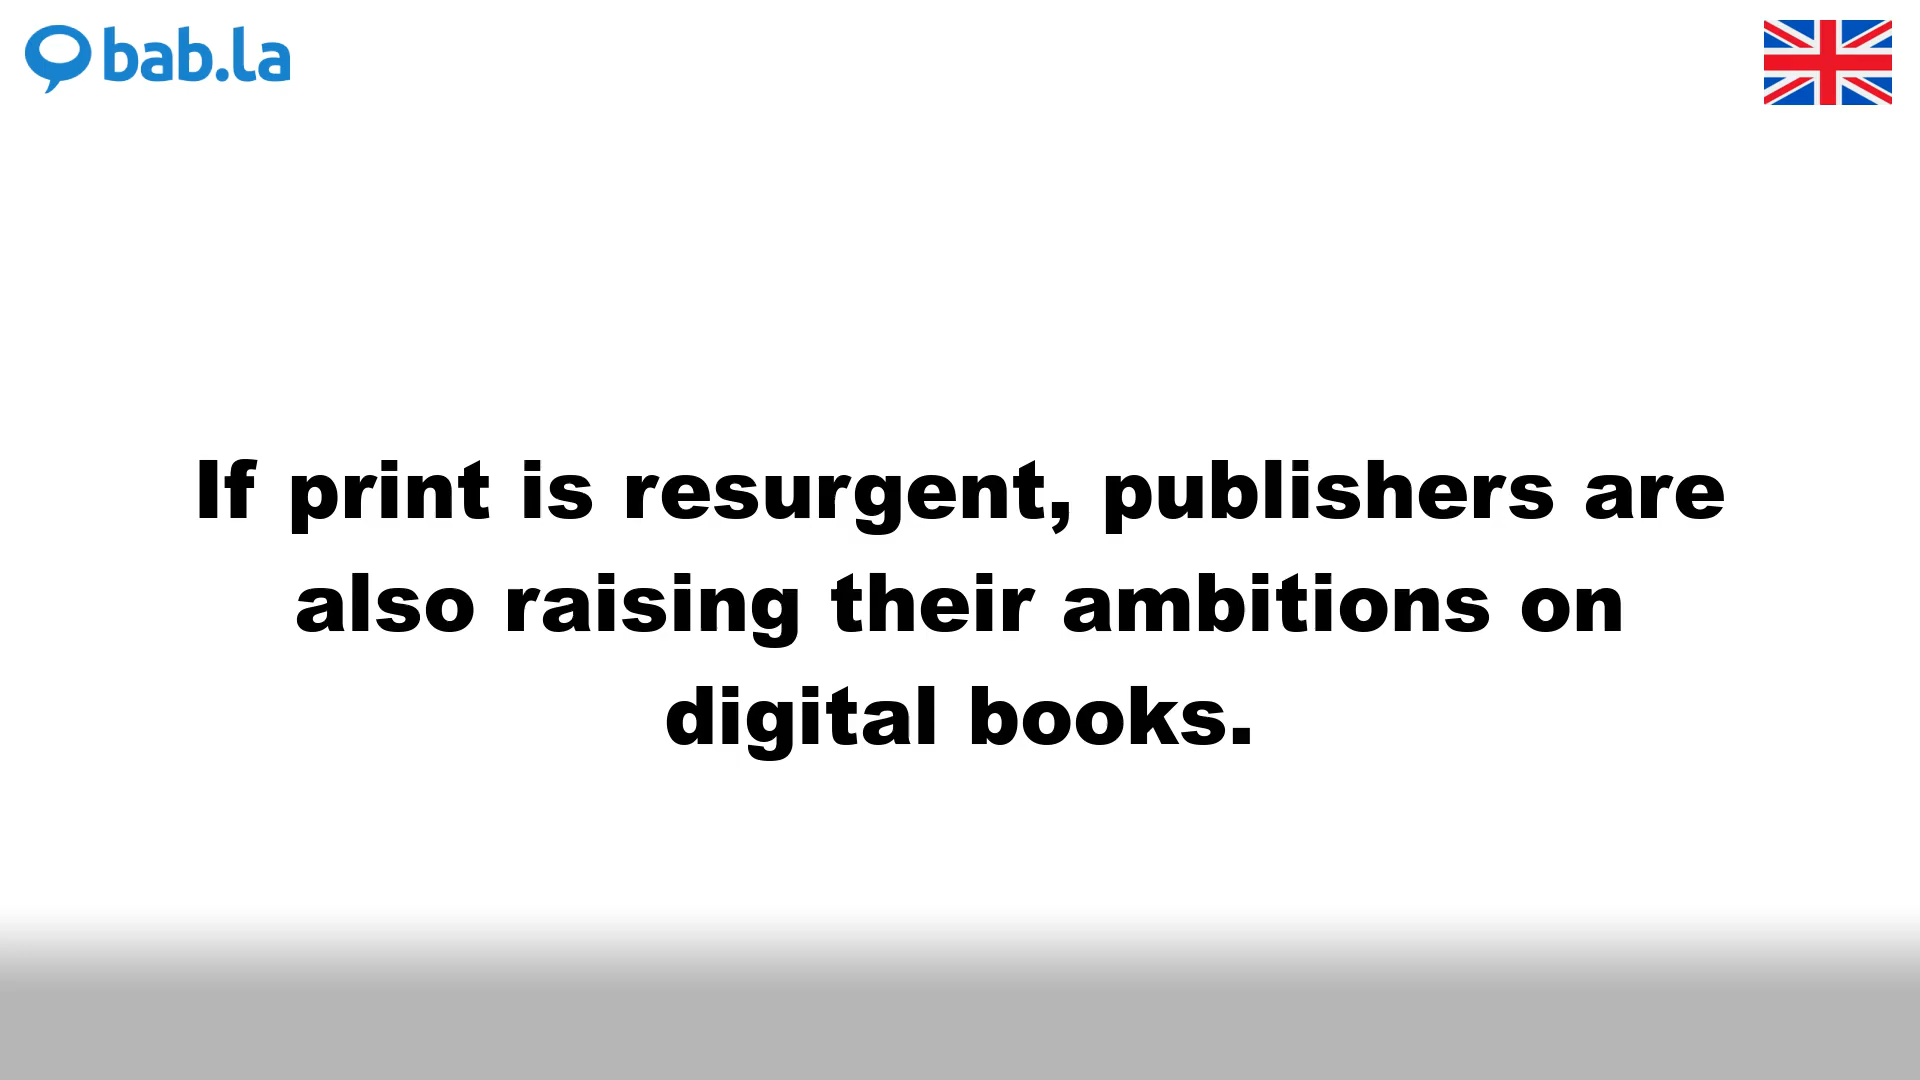 bab.la
If print is resurgent, publishers are
also raising their ambitions on
digital books.